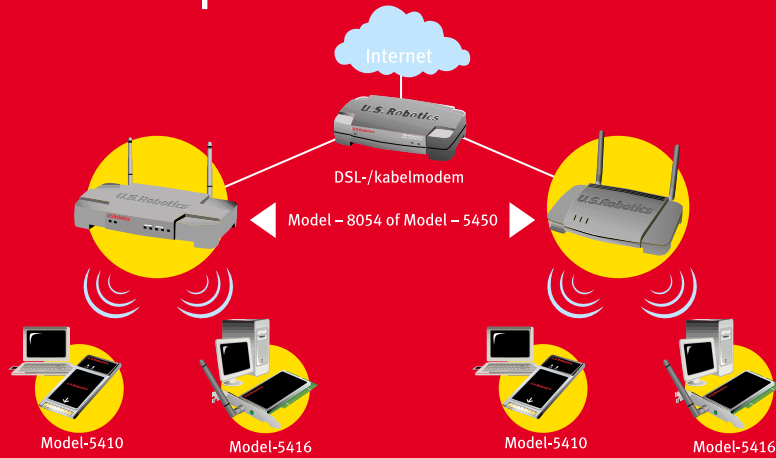 Internet
U.S. Robotics
DSL-/kabelmodem
U.S. Robotics
Model – 8054 of Model – 5450
U.S. Robotics
Model-5410
Model-5416
Model-5410
Model-5416